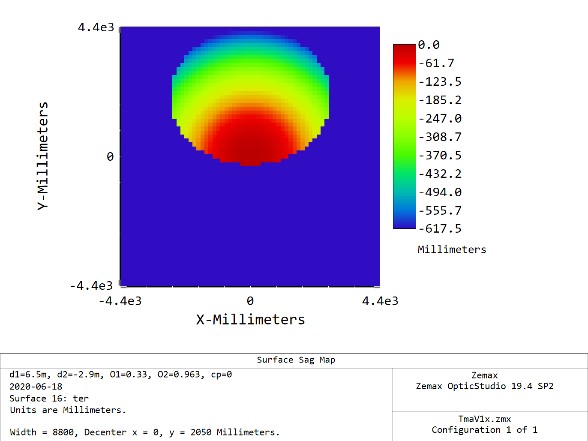 4.4e3
0
-4.4e3
Y-Millimeters
-4.4e3 0 4.4e3
X-Millimeters
0.0
-61.7
-123.5
-185.2
-247.0
-308.7
-370.5
-432.2
-494.0
-555.7
-617.5
Millimeters
Surface Sag Map
d1=6.5m, d2=-2.9m, O1=0.33, O2=0.963, cp=0
2020-06-18
Surface 16: ter
Units are Millimeters.
Width = 8800, Decenter x = 0, y = 2050 Millimeters.
Zemax
Zemax OpticStudio 19.4 SP2
TmaV1x.zmx
Configuration 1 of 1